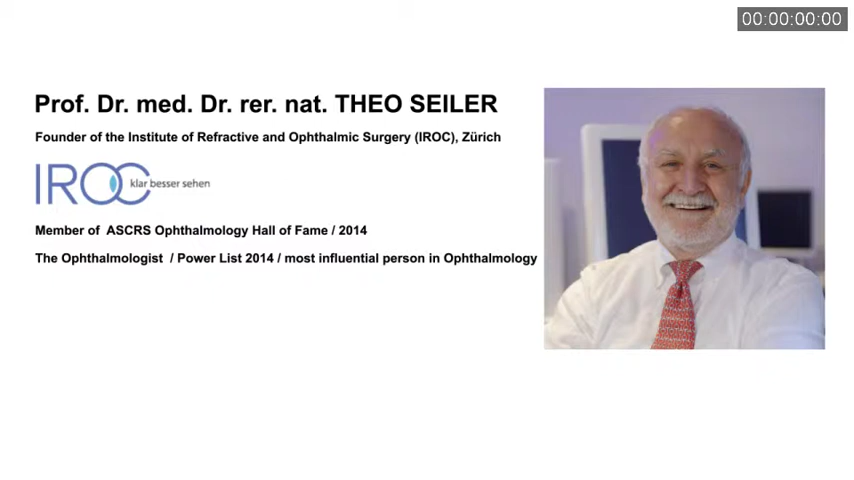 00:00:00:00
Prof. Dr. med. Dr. rer. nat. THEO SEILER
Founder of the Institute of Refractive and Ophthalmic Surgery (IROC), Zürich
IROC klar besser sehen
Member of ASCRS Ophthalmology Hall of Fame / 2014
The Ophthalmologist / Power List 2014 / most influential person in Ophthalmology